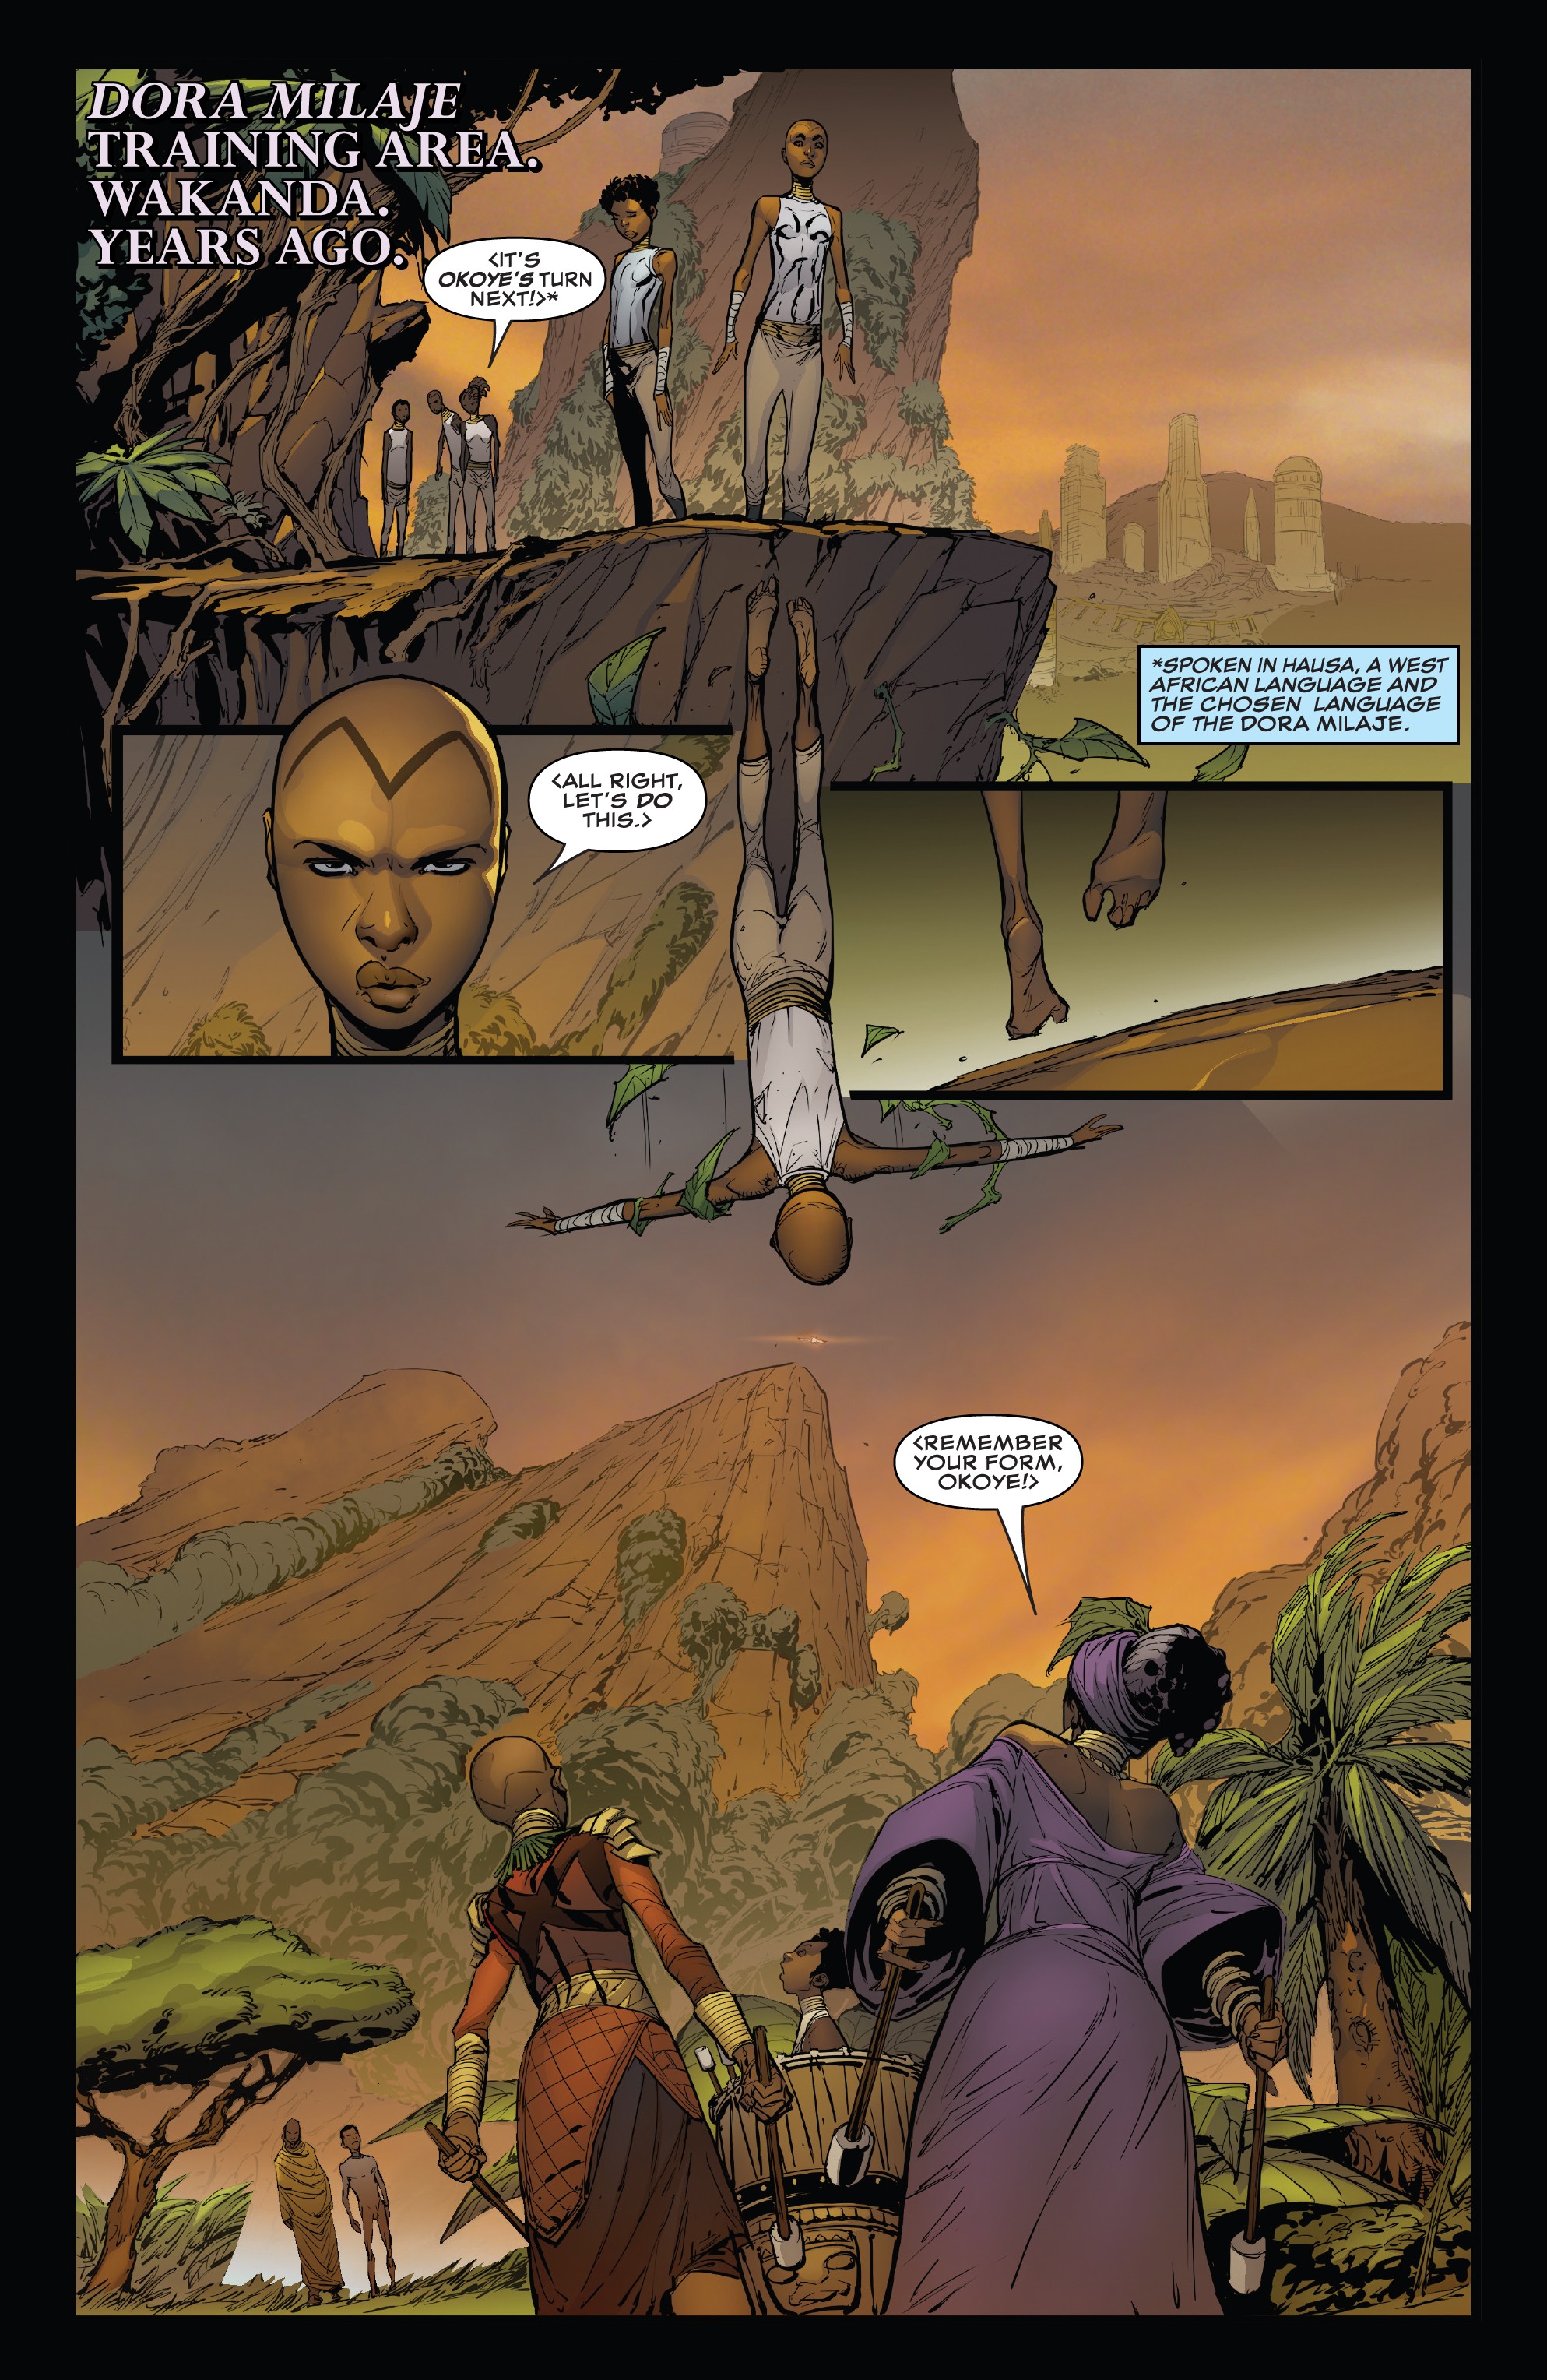 DORA MILAJE
TRAINING AREA.
WAKANDA.
YEARS AGO.
<IT'S
OKOYE'S TURN
NEXT!>*
*SPOKEN IN HAUSA, A WEST
AFRICAN LANGUAGE AND
THE CHOSEN LANGUAGE
OF THE DORA MILAJE.
<ALL RIGHT,
LET'S DO
THIS.>
<REMEMBER
YOUR FORM,
OKOYE!>